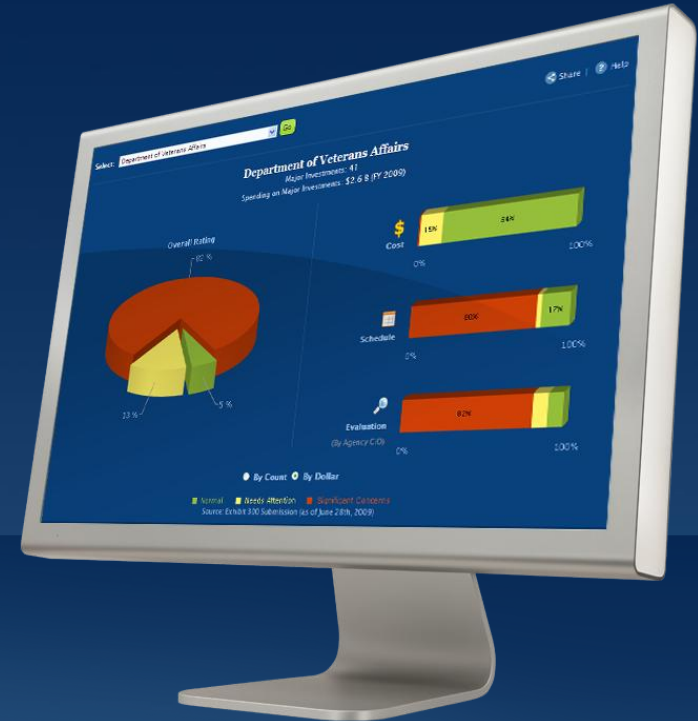 Share | Help
Select: Department of Veterans Affairs Go
Department of Veterans Affairs
Major Investments: 41
Spending on Major Investments: $2.6 B (FY 2009)
Overall Rating
82 %
13 %
5 %
$
Cost
15%
84%
0%
100%
Schedule
80%
17%
0%
100%
Evaluation
(By Agency CIO)
82%
0%
100%
By Count By Dollar
Normal Needs Attention Significant Concerns
Source: Exhibit 300 Submission (as of June 28th, 2009)